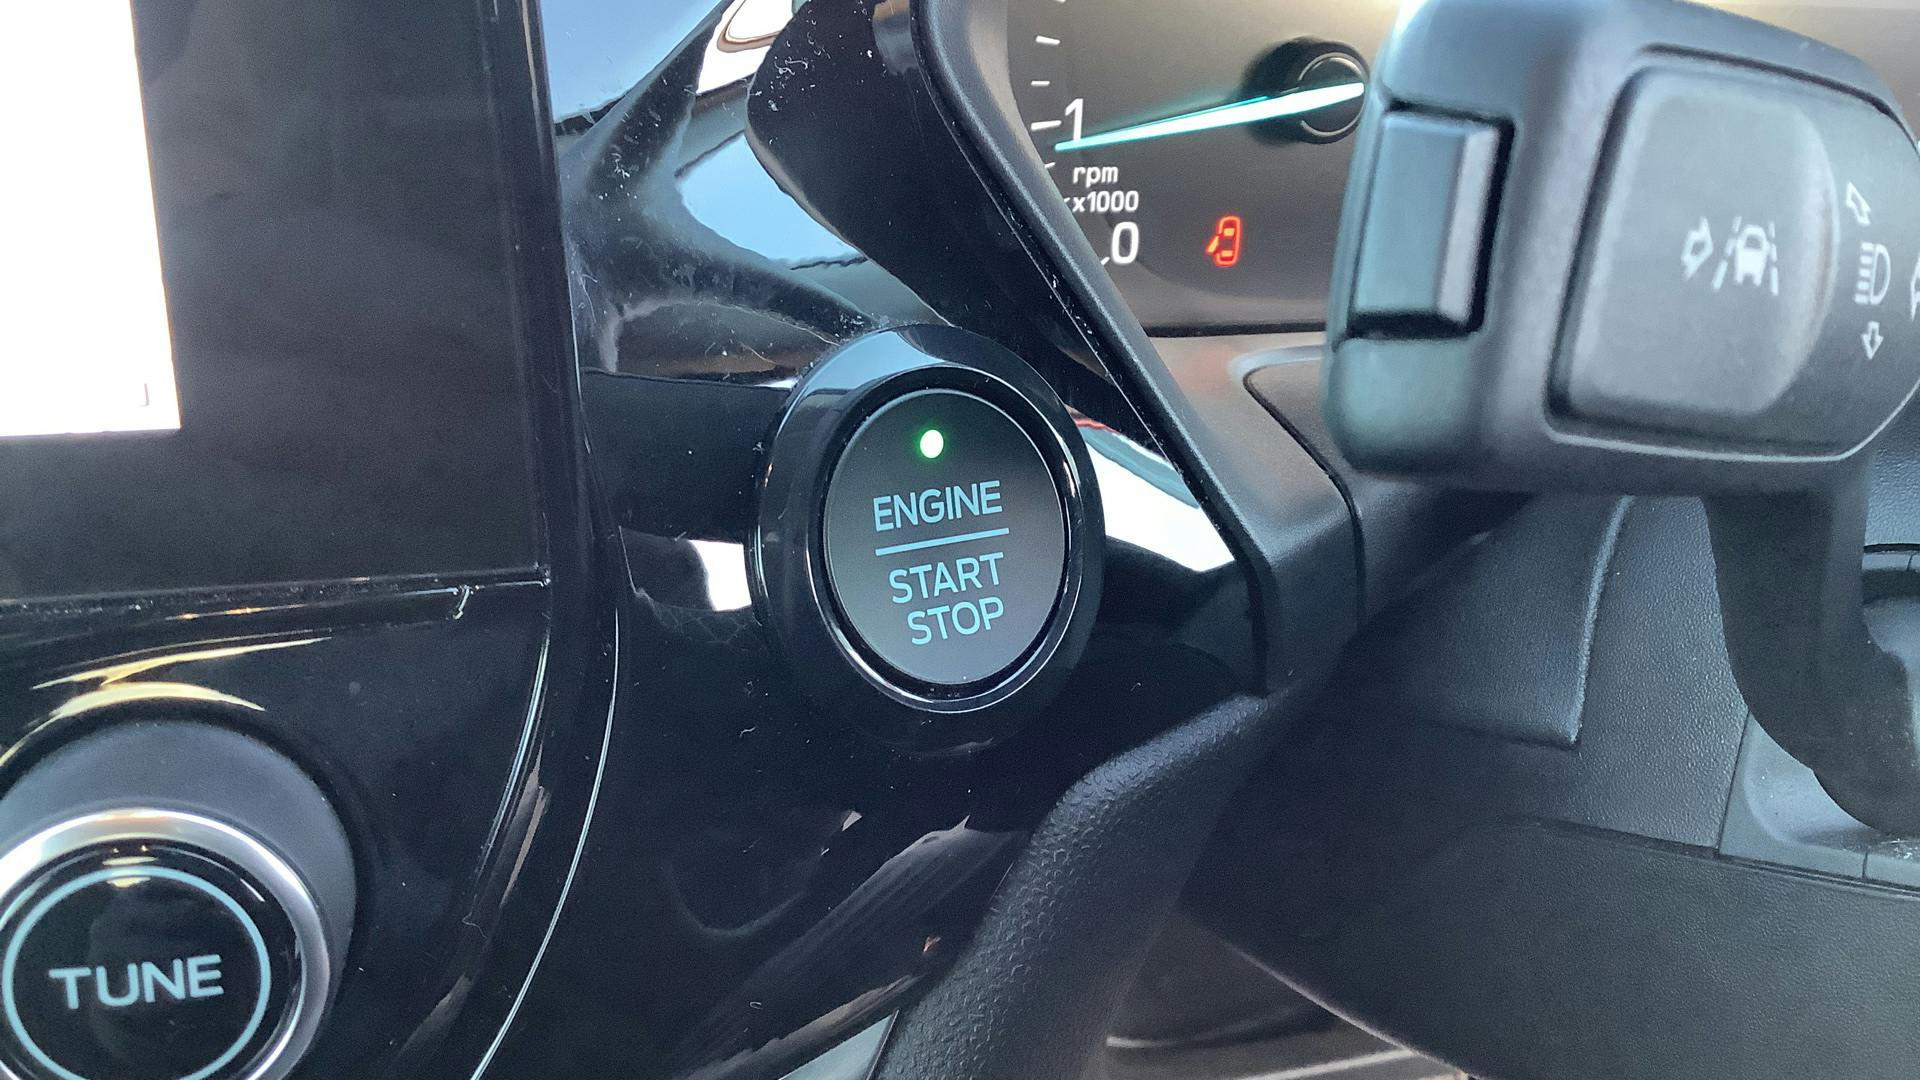 1
rpm
x1000
0
ENGINE
START
STOP
TUNE